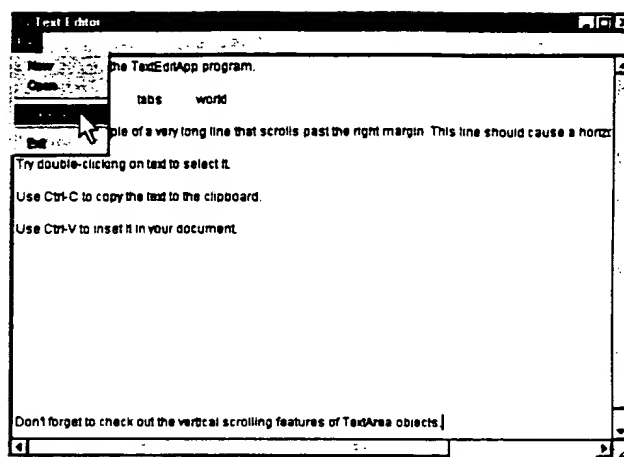 Text Editor
New
Open
the TextEditApp program.
tabs world
ple of a very long line that scrolls past the right margin. This line should cause a horizo
Exit
Try double-clicking on text to select it.
Use Ctrl-C to copy the text to the clipboard.
Use Ctrl-V to inset it in your document.
Don't forget to check out the vertical scrolling features of TextArea objects.